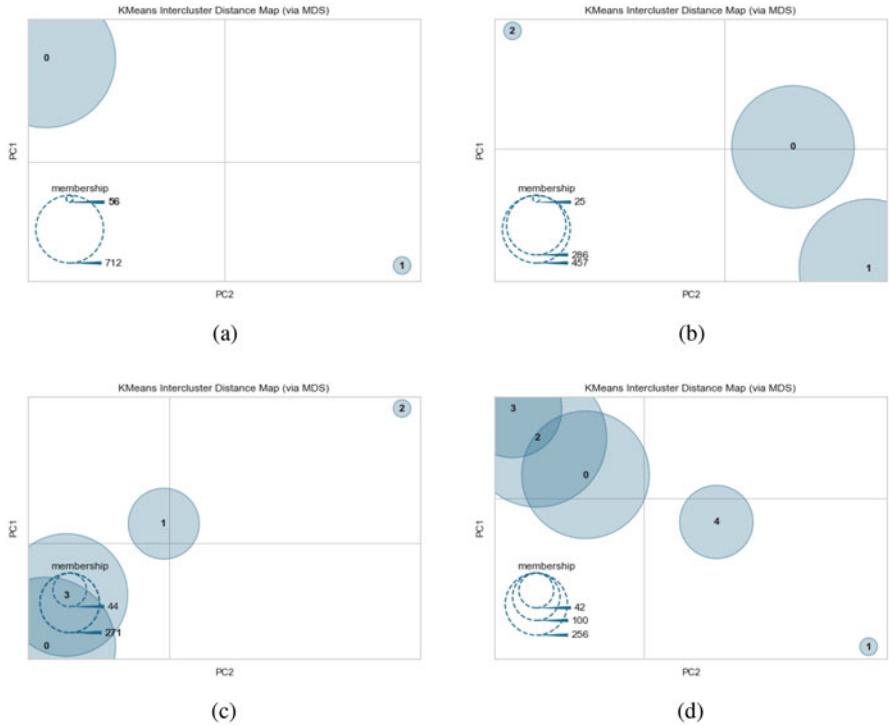 KMeans Intercluster Distance Map (via MDS)
0
PC1
membership
56
712
1
PC2
(a)
KMeans Intercluster Distance Map (via MDS)
2
0
PC1
membership
25
286
457
1
PC2
(b)
KMeans Intercluster Distance Map (via MDS)
2
1
PC1
membership
3
44
271
0
PC2
(c)
KMeans Intercluster Distance Map (via MDS)
3
2
0
4
PC1
membership
42
100
256
1
PC2
(d)